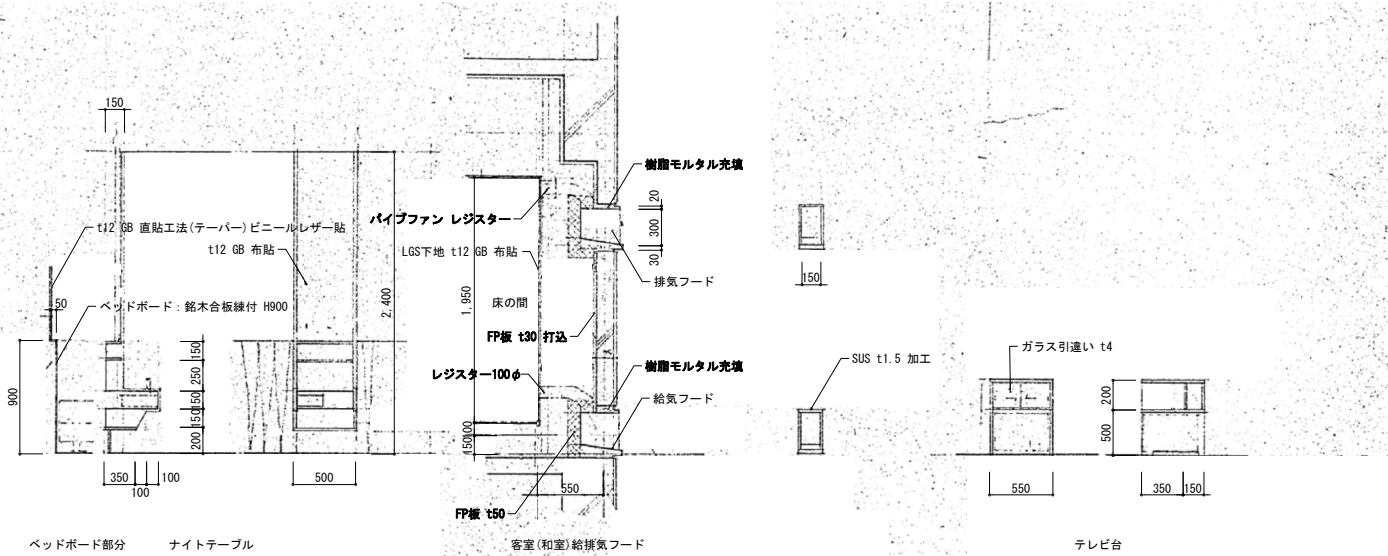 150
樹脂モルタル充填
20
300
30
パイプファン レジスター
t12 GB 直貼工法(テーパー)ビニールレザー貼
t12 GB 布貼
LGS下地 t12 GB 布貼
排気フード
150
50
ベッドボード：銘木合板練付 H900
2,400
1,950
床の間
FP板 t30 打込
レジスター100φ
樹脂モルタル充填
給気フード
SUS t1.5 加工
ガラス引違い t4
900
150
250
150
150
200
150
200
500
350
100
100
500
550
550
350
150
FP板 t50
ベッドボード部分
ナイトテーブル
客室(和室)給排気フード
テレビ台